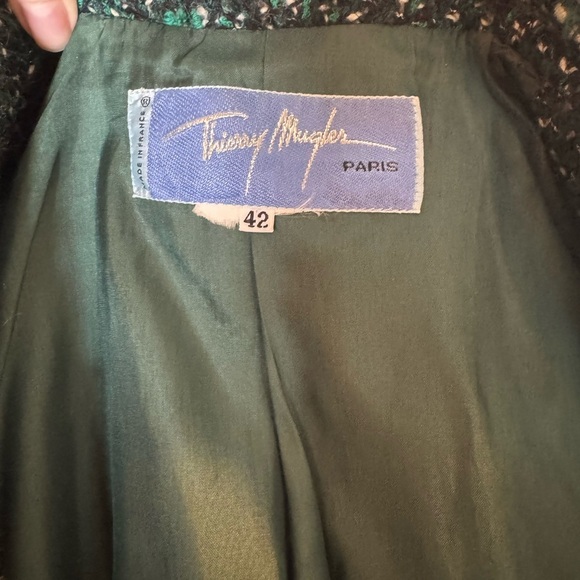 Thierry Mugler
PARIS
®
MADE IN FRANCE
42